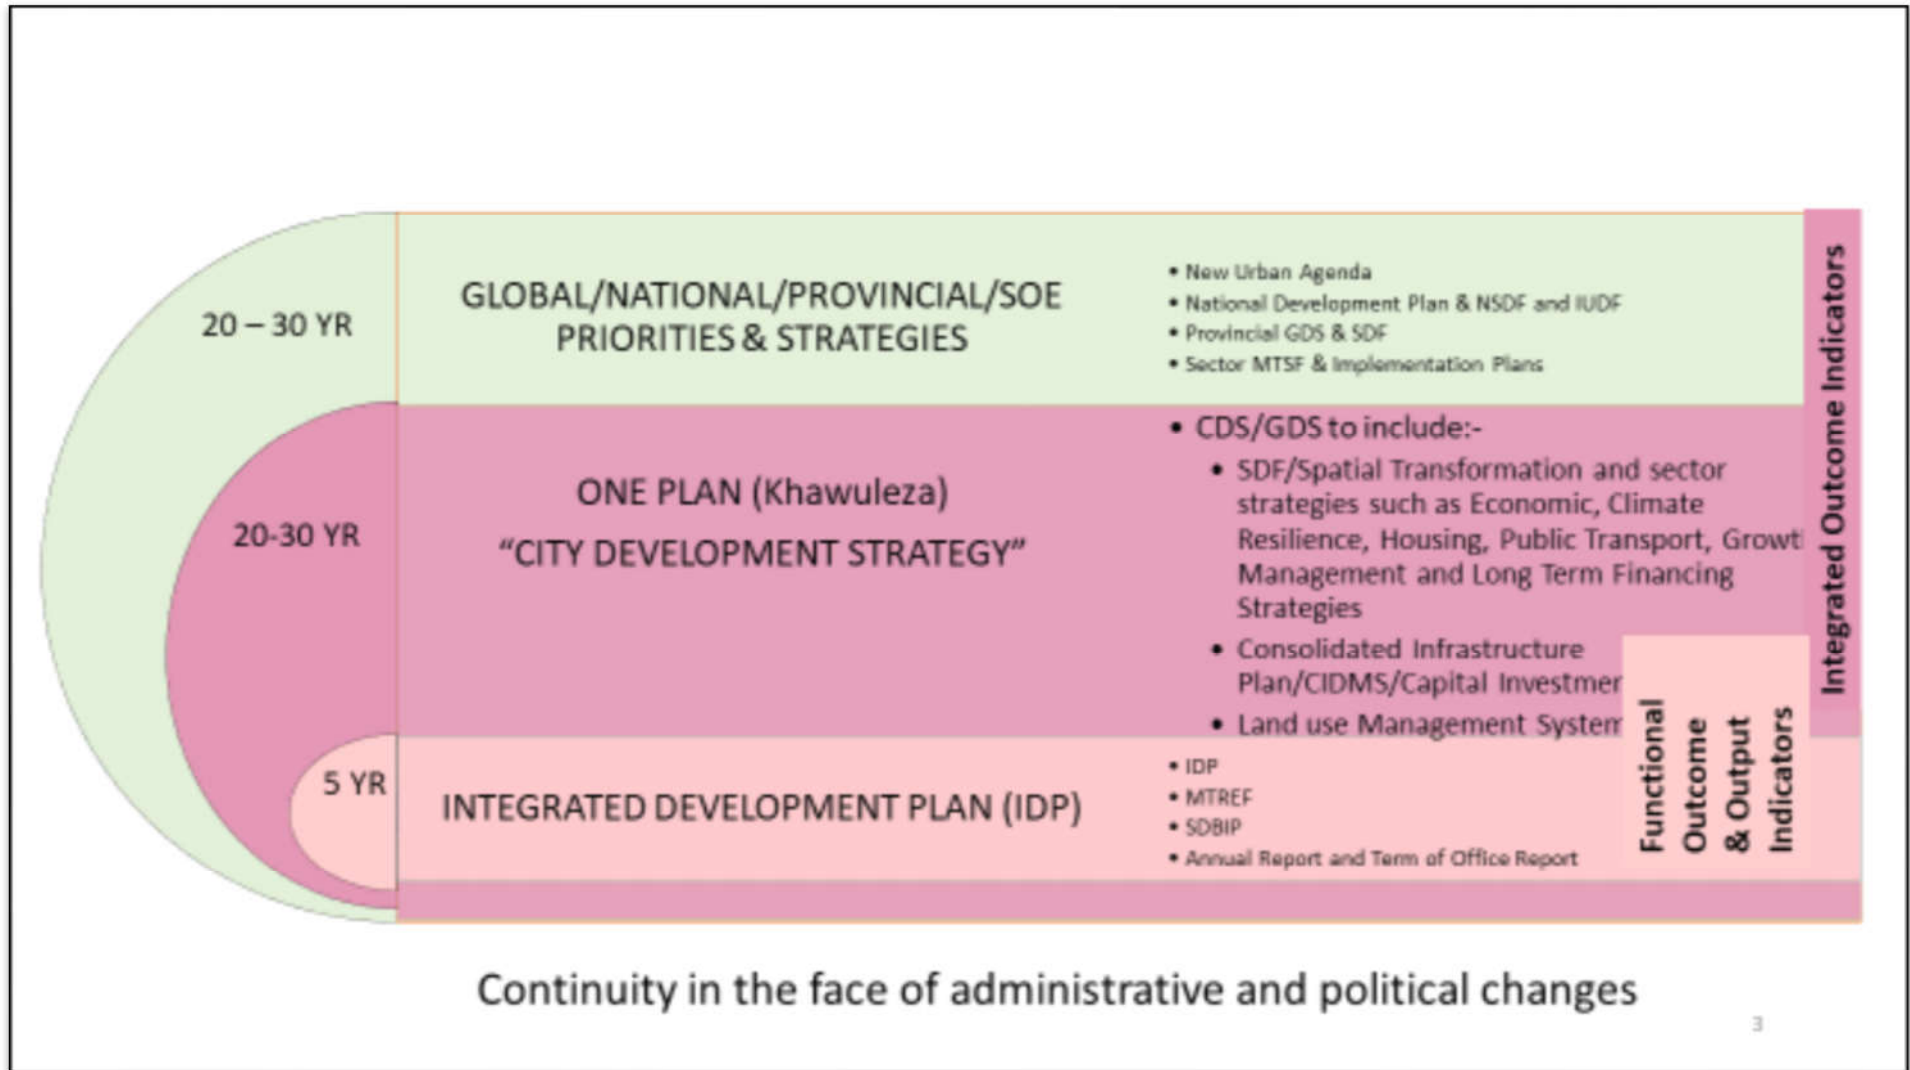 20 – 30 YR
GLOBAL/NATIONAL/PROVINCIAL/SOE
PRIORITIES & STRATEGIES
• New Urban Agenda
• National Development Plan & NSDF and IUDF
• Provincial GDS & SDF
• Sector MTSF & Implementation Plans
20-30 YR
ONE PLAN (Khawuleza)
“CITY DEVELOPMENT STRATEGY”
• CDS/GDS to include:-
• SDF/Spatial Transformation and sector
strategies such as Economic, Climate
Resilience, Housing, Public Transport, Growt
Management and Long Term Financing
Strategies
• Consolidated Infrastructure
Plan/CIDMS/Capital Investmen
• Land use Management System
5 YR
INTEGRATED DEVELOPMENT PLAN (IDP)
• IDP
• MTREF
• SDBIP
• Annual Report and Term of Office Report
Functional
Outcome
& Output
Indicators
Integrated Outcome Indicators
Continuity in the face of administrative and political changes
3